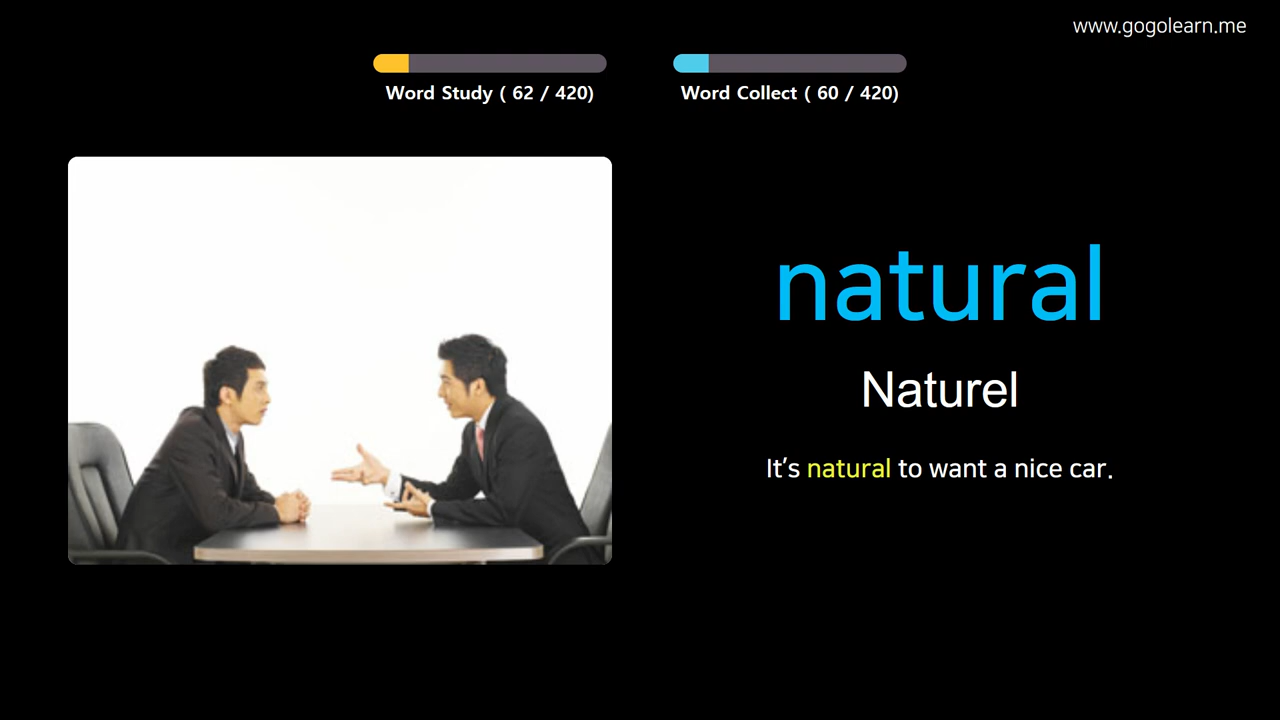 www.gogolearn.me
Word Study ( 62 / 420)
Word Collect ( 60 / 420)
natural
Naturel
It's natural to want a nice car.